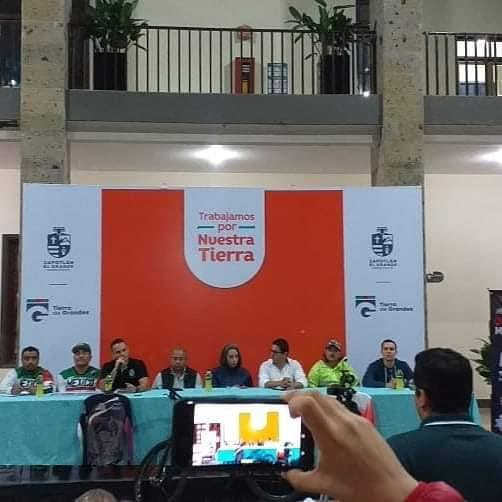 Trabajamos
por
Nuestra
Tierra
ZAPOTLÁN
EL GRANDE
ZAPOTLÁN
EL GRANDE
Tierra
de Grandes
Tierra
de Grandes